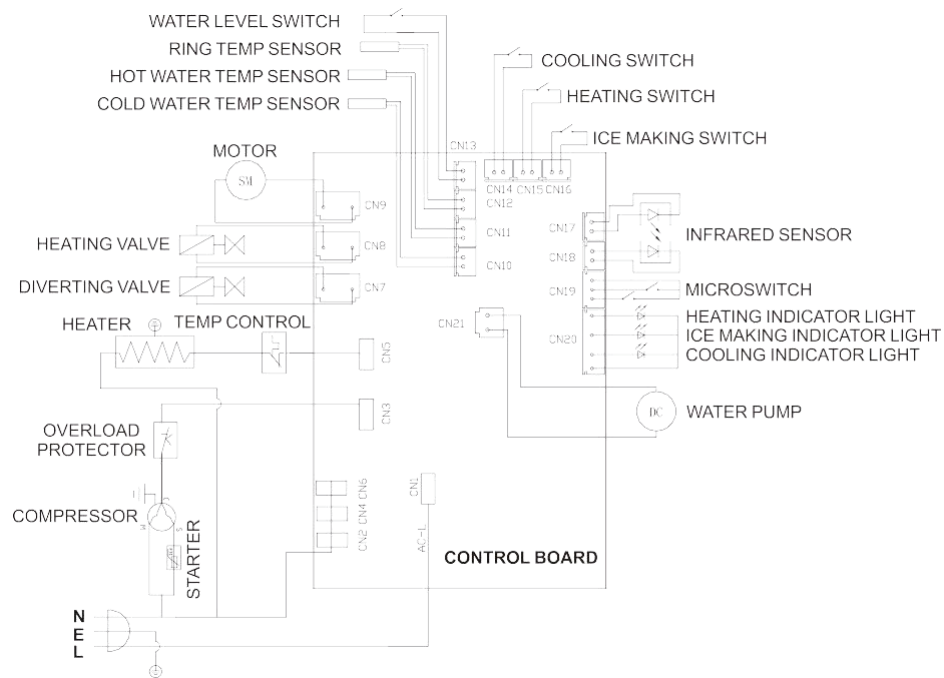 WATER LEVEL SWITCH
RING TEMP SENSOR
HOT WATER TEMP SENSOR
COLD WATER TEMP SENSOR
COOLING SWITCH
HEATING SWITCH
ICE MAKING SWITCH
MOTOR
SM
CN13
CN14
CN15
CN16
CN12
CN11
CN10
CN9
CN8
CN7
HEATING VALVE
DIVERTING VALVE
CN17
CN18
CN19
CN20
INFRARED SENSOR
MICROSWITCH
HEATING INDICATOR LIGHT
ICE MAKING INDICATOR LIGHT
COOLING INDICATOR LIGHT
HEATER
TEMP CONTROL
CN21
CN5
CN3
DC
WATER PUMP
OVERLOAD
PROTECTOR
COMPRESSOR
M
S
STARTER
CN6
CN4
CN2
CN1
AC-L
CONTROL BOARD
N
E
L